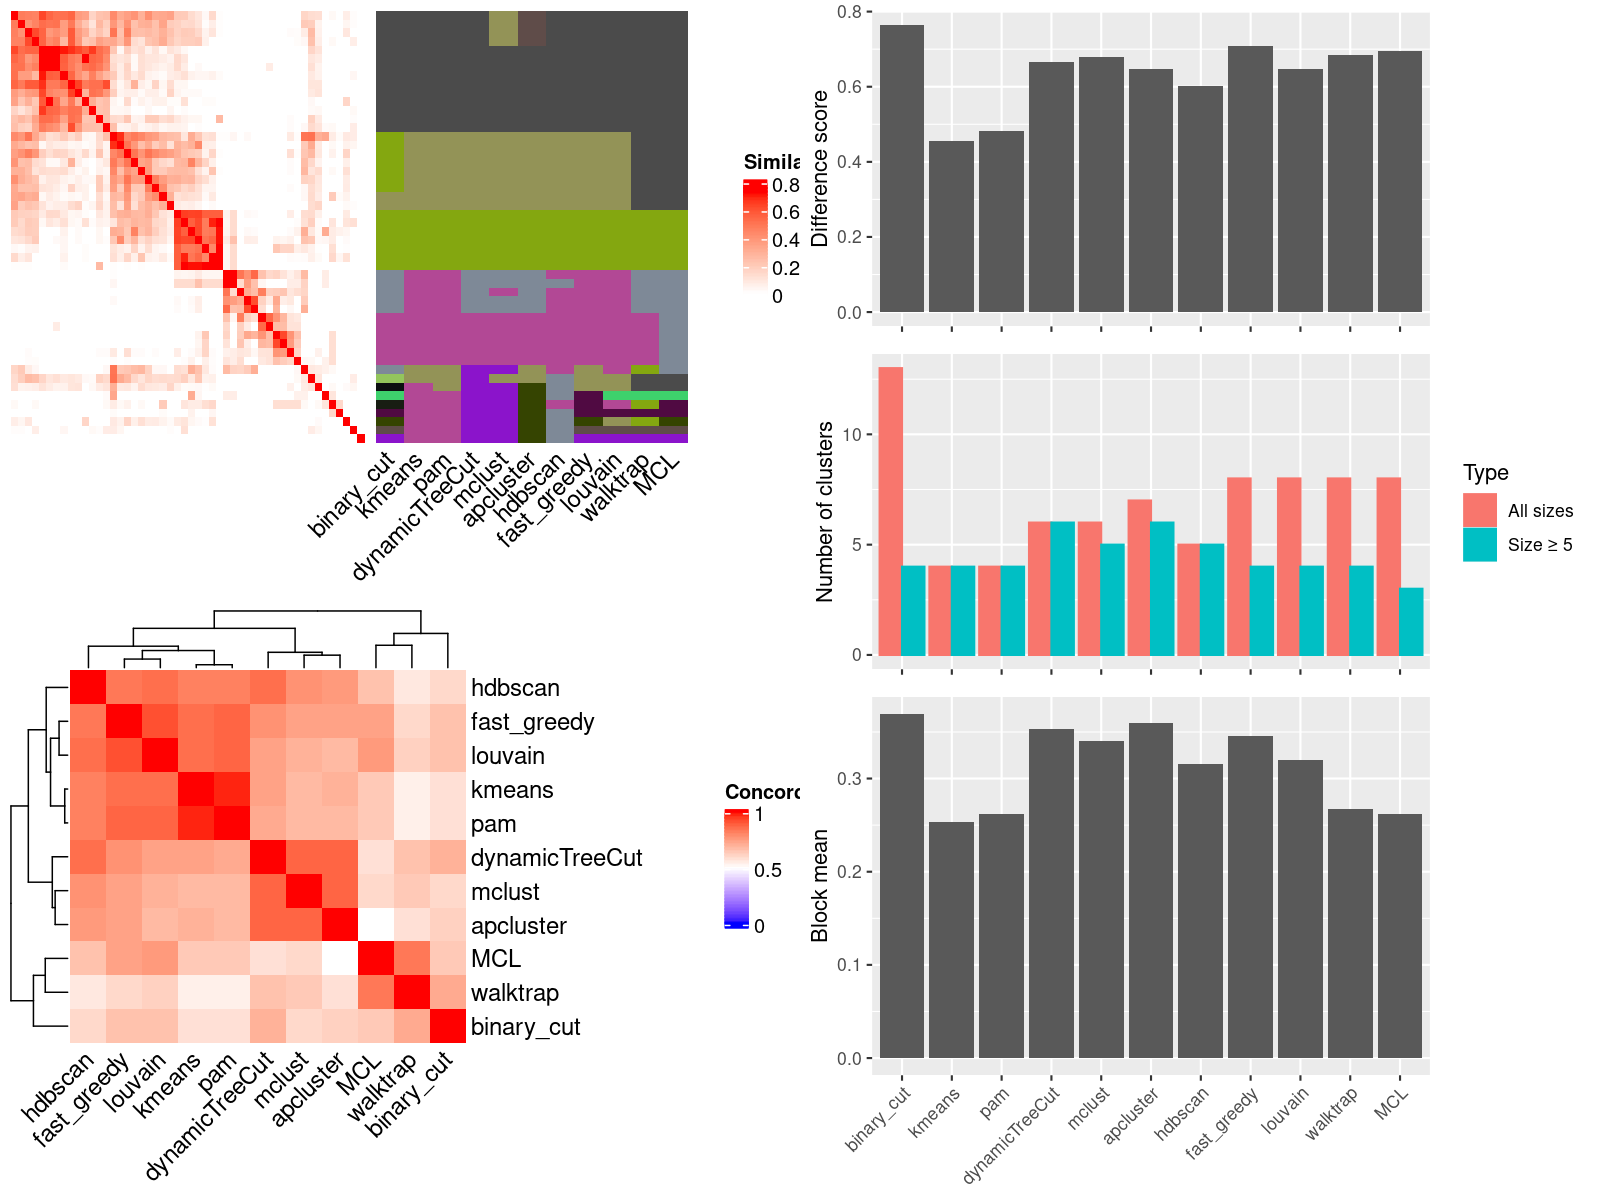 Simila
0.8
0.6
0.4
0.2
0
binary_cut
kmeans
pam
dynamicTreeCut
mclust
apcluster
hdbscan
fast_greedy
louvain
walktrap
MCL
hdbscan
fast_greedy
louvain
kmeans
pam
dynamicTreeCut
mclust
apcluster
MCL
walktrap
binary_cut
hdbscan
fast_greedy
louvain
kmeans
pam
dynamicTreeCut
mclust
apcluster
MCL
walktrap
binary_cut
Concord
1
0.5
0
Difference score
0.8
0.6
0.4
0.2
0.0
Number of clusters
10
5
0
Type
All sizes
Size ≥ 5
Block mean
0.3
0.2
0.1
0.0
binary_cut
kmeans
pam
dynamicTreeCut
mclust
apcluster
hdbscan
fast_greedy
louvain
walktrap
MCL